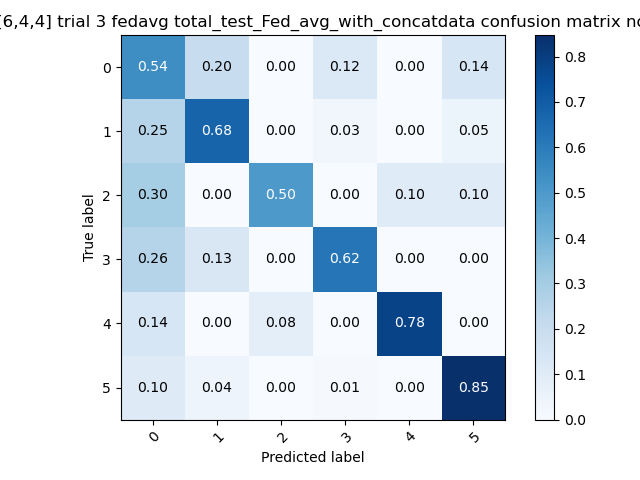 [6,4,4] trial 3 fedavg total_test_Fed_avg_with_concatdata confusion matrix
0 0.54 0.20 0.00 0.12 0.00 0.14
1 0.25 0.68 0.00 0.03 0.00 0.05
2 0.30 0.00 0.50 0.00 0.10 0.10
3 0.26 0.13 0.00 0.62 0.00 0.00
4 0.14 0.00 0.08 0.00 0.78 0.00
5 0.10 0.04 0.00 0.01 0.00 0.85
0 1 2 3 4 5
Predicted label
True label
0.8
0.7
0.6
0.5
0.4
0.3
0.2
0.1
0.0